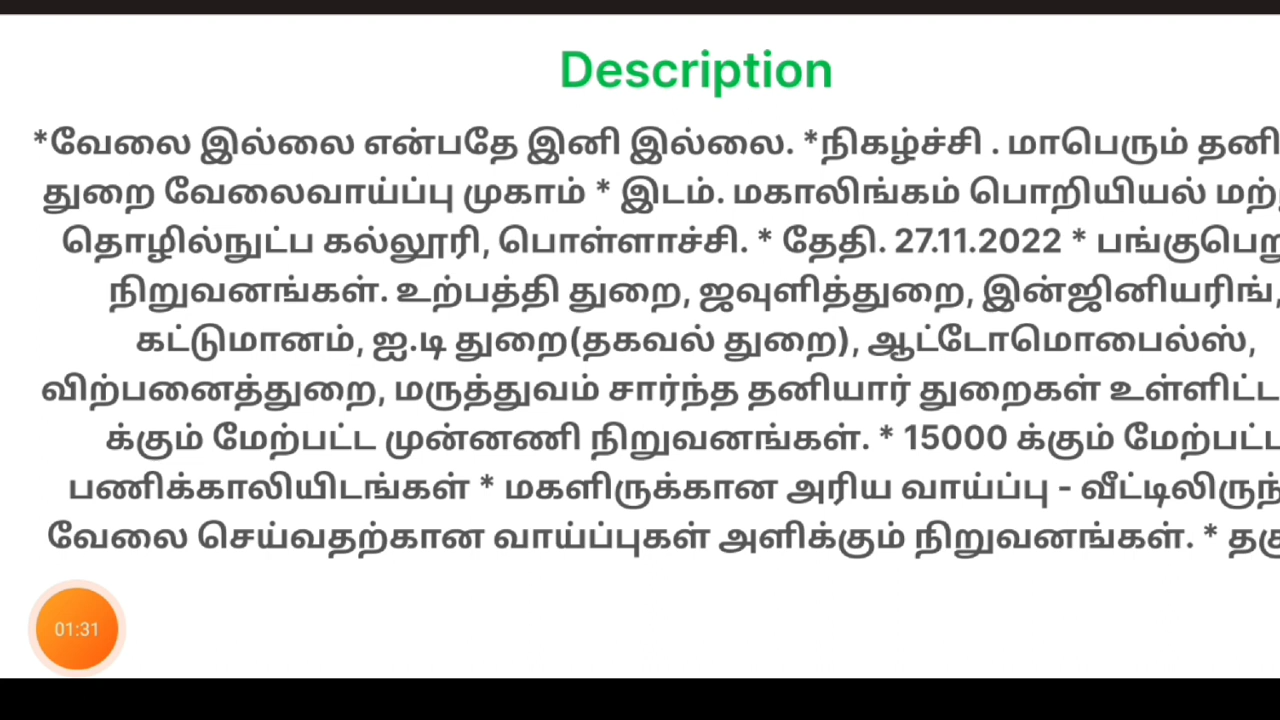 Description
*வேலை இல்லை என்பதே இனி இல்லை. *நிகழ்ச்சி . மாபெரும் தனி
துறை வேலைவாய்ப்பு முகாம் * இடம். மகாலிங்கம் பொறியியல்
தொழில்நுட்ப கல்லூரி, பொள்ளாச்சி. * தேதி. 27.11.2022 *
நிறுவனங்கள். உற்பத்தி துறை, ஜவுளித்துறை, இன்ஜினியரிங்,
கட்டுமானம், ஐ.டி துறை(தகவல் துறை), ஆட்டோமொபைல்ஸ்,
விற்பனைத்துறை, மருத்துவம் சார்ந்த தனியார் துறைகள்
க்கும் மேற்பட்ட முன்னணி நிறுவனங்கள். * 15000 க்கும்
பணிக்காலியிடங்கள் * மகளிருக்கான அரிய வாய்ப்பு -
வேலை செய்வதற்கான வாய்ப்புகள் அளிக்கும் நிறுவனங்கள். *
01:31